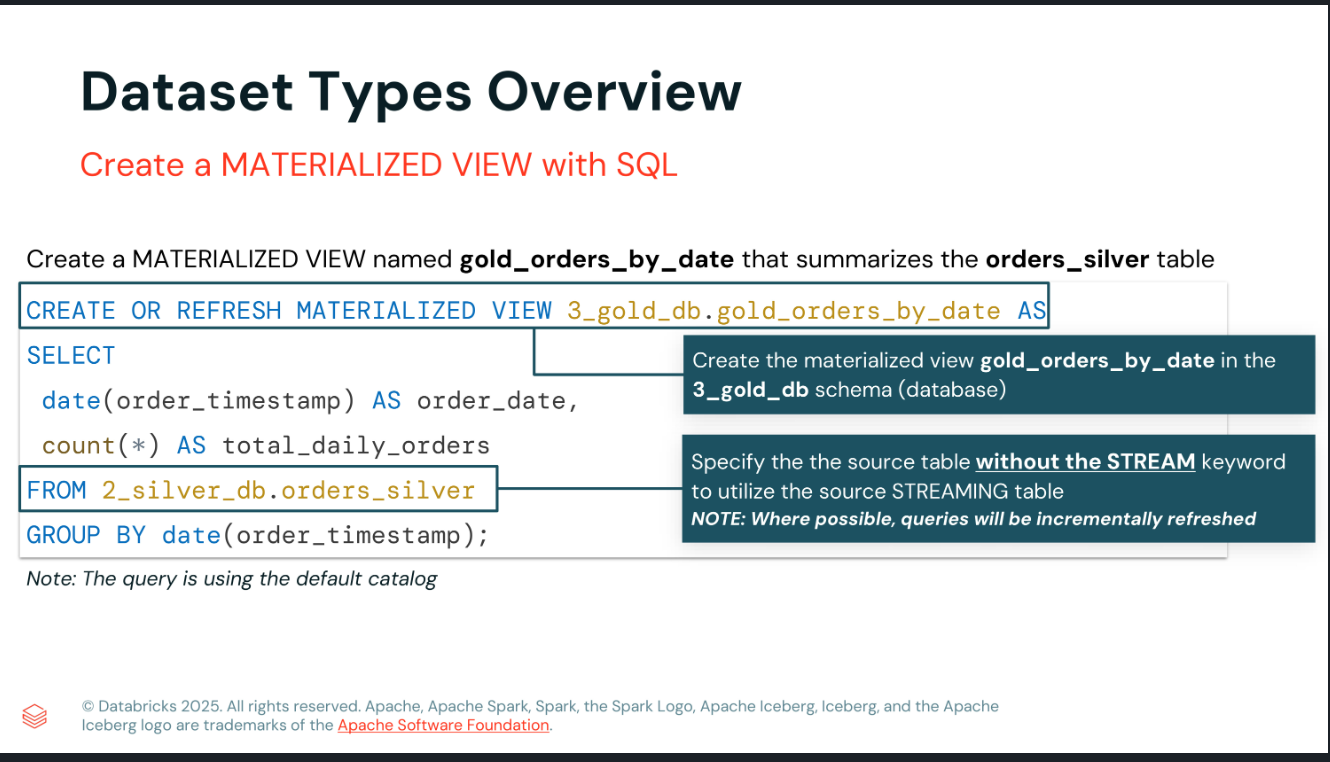 Dataset Types Overview
Create a MATERIALIZED VIEW with SQL
Create a MATERIALIZED VIEW named gold_orders_by_date that summarizes the orders_silver table
CREATE OR REFRESH MATERIALIZED VIEW 3_gold_db.gold_orders_by_date AS
SELECT
date(order_timestamp) AS order_date,
count(*) AS total_daily_orders
FROM 2_silver_db.orders_silver
GROUP BY date(order_timestamp);
Create the materialized view gold_orders_by_date in the
3_gold_db schema (database)
Specify the the source table without the STREAM keyword
to utilize the source STREAMING table
NOTE: Where possible, queries will be incrementally refreshed
Note: The query is using the default catalog
© Databricks 2025. All rights reserved. Apache, Apache Spark, Spark, the Spark Logo, Apache Iceberg, Iceberg, and the Apache
Iceberg logo are trademarks of the Apache Software Foundation.